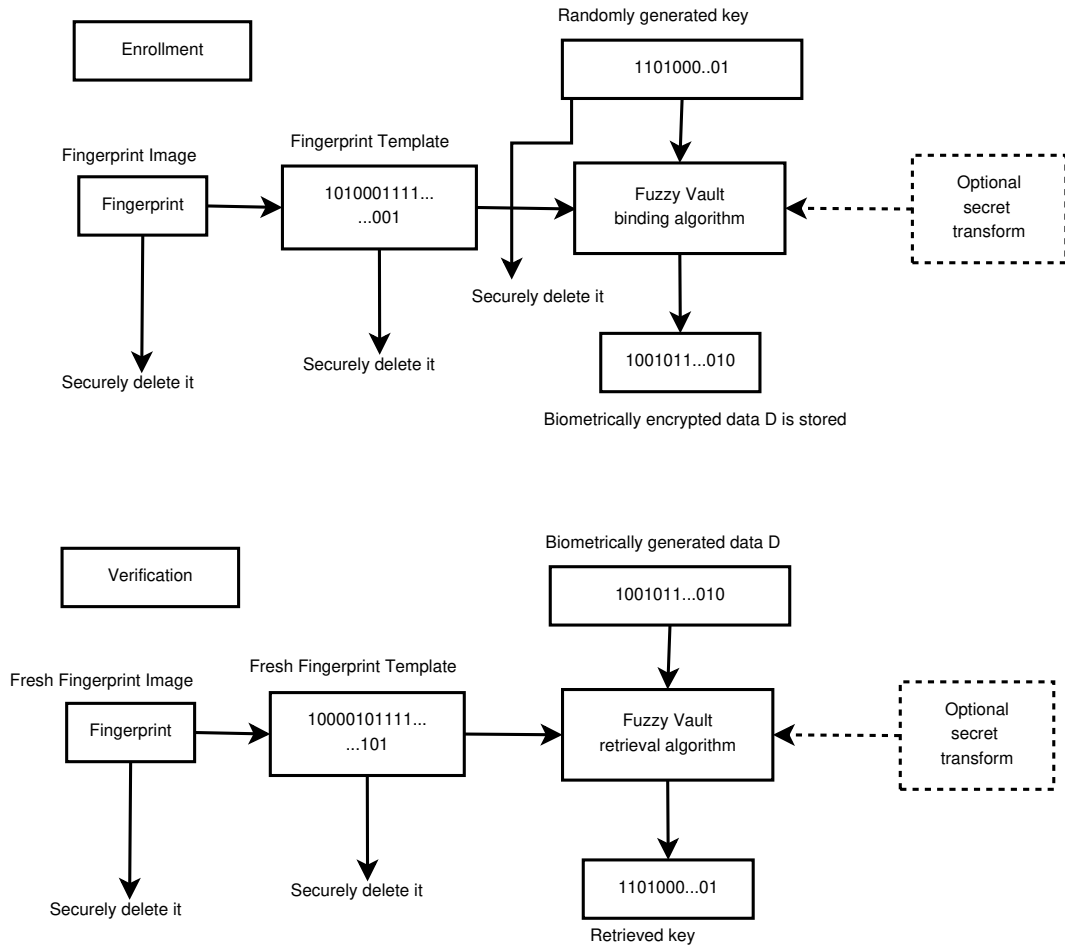 Randomly generated key
Enrollment
1101000..01
Fingerprint Template
Fingerprint Image
Fingerprint
1010001111...
...001
Fuzzy Vault
binding algorithm
Optional
secret
transform
Securely delete it
Securely delete it
Securely delete it
1001011...010
Biometrically encrypted data D is stored
Biometrically generated data D
Verification
1001011...010
Fresh Fingerprint Template
Fresh Fingerprint Image
Fingerprint
10000101111...
...101
Fuzzy Vault
retrieval algorithm
Optional
secret
transform
Securely delete it
Securely delete it
1101000...01
Retrieved key